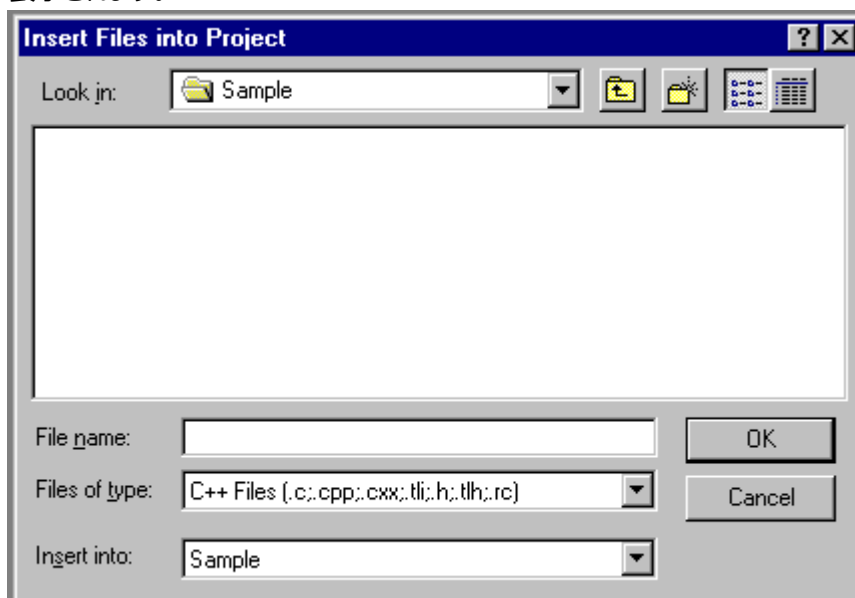 Insert Files into Project
Look in: Sample
File name:
Files of type: C++ Files (.c;.cpp;.cxx;.tli;.h;.tlh;.rc)
Insert into: Sample
OK
Cancel